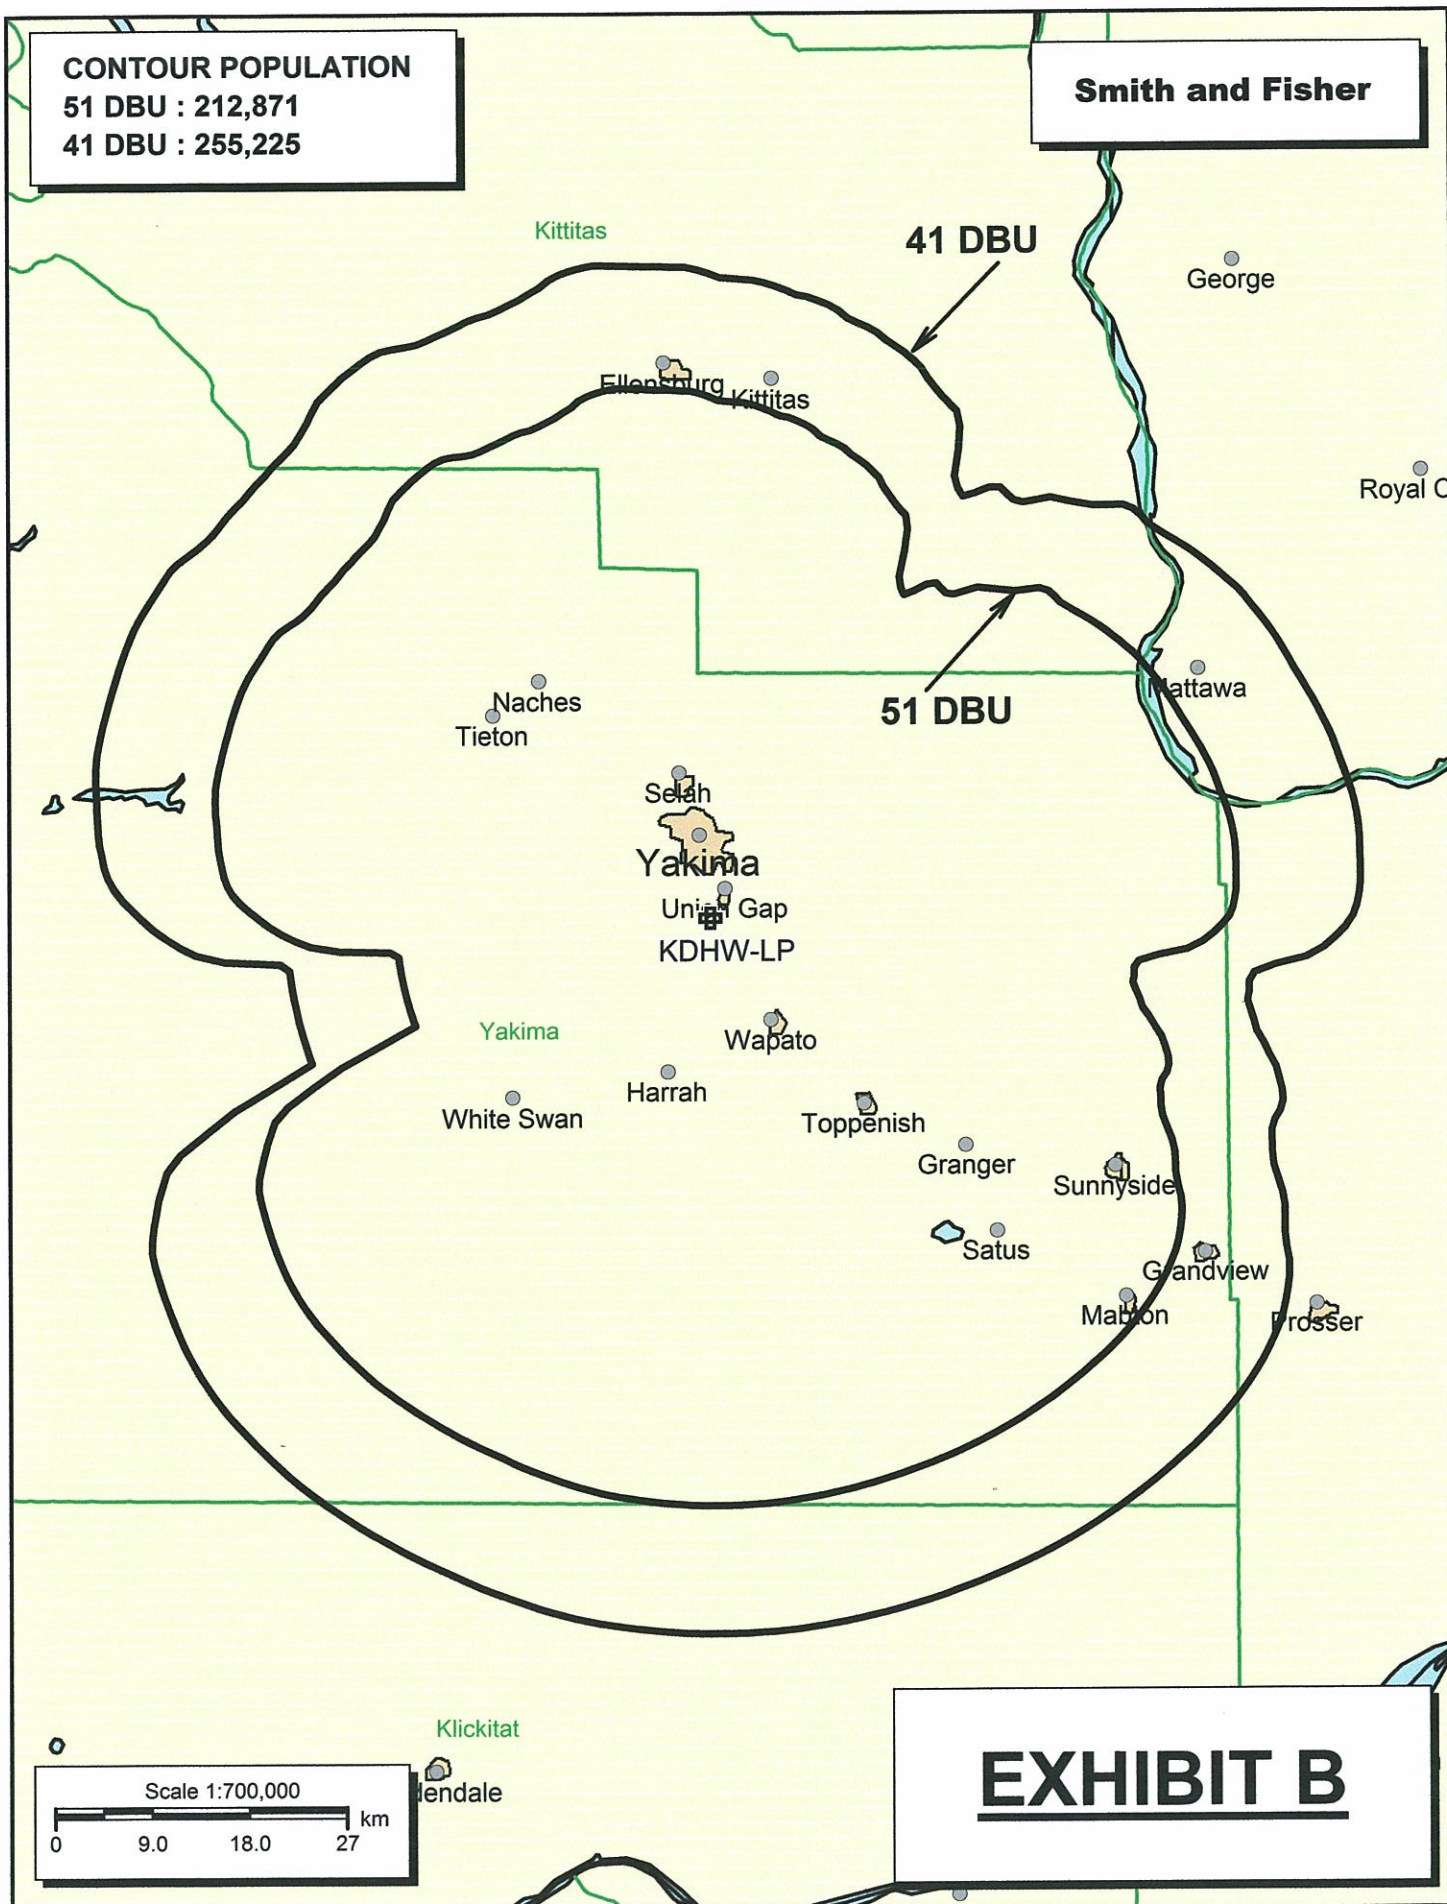 CONTOUR POPULATION
51 DBU : 212,871
41 DBU : 255,225
Smith and Fisher
Kittitas
41 DBU
George
Ellensburg
Kittitas
Royal C
Naches
Tieton
51 DBU
Mattawa
Selah
Yakima
Union Gap
KDHW-LP
Yakima
Wapato
Harrah
White Swan
Toppenish
Granger
Sunnyside
Satus
Grandview
Mabton
Prosser
Klickitat
dendale
Scale 1:700,000
km
0 9.0 18.0 27
EXHIBIT B